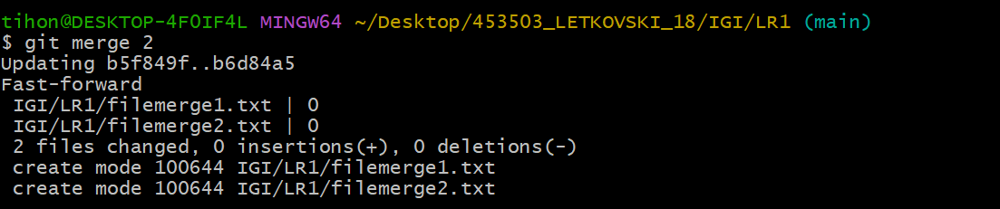 tihon@DESKTOP-4F0IF4L MINGW64 ~/Desktop/453503_LETKOVSKI_18/IGI/LR1 (main)
$ git merge 2
Updating b5f849f..b6d84a5
Fast-forward
 IGI/LR1/filemerge1.txt | 0
 IGI/LR1/filemerge2.txt | 0
 2 files changed, 0 insertions(+), 0 deletions(-)
 create mode 100644 IGI/LR1/filemerge1.txt
 create mode 100644 IGI/LR1/filemerge2.txt